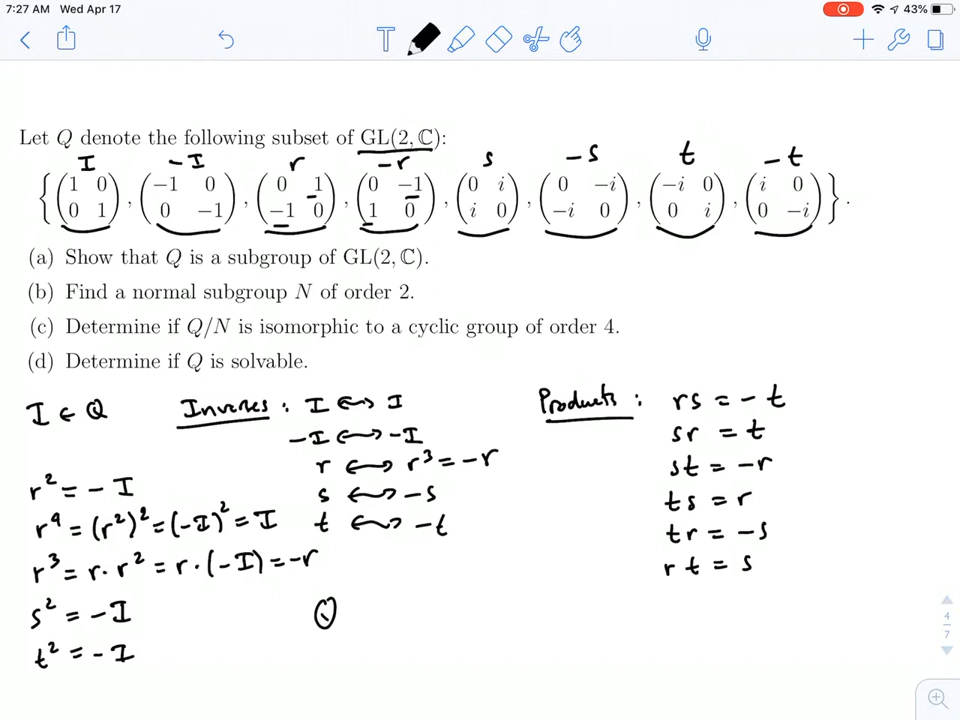 7:27 AM Wed Apr 17 43%
T
Let Q denote the following subset of GL(2, ℂ):
I -I r -r s -s t -t
{ (1 0; 0 1), (−1 0; 0 −1), (0 1; −1 0), (0 −1; 1 0), (0 i; i 0), (0 −i; −i 0), (−i 0; 0 i), (i 0; 0 −i) }.
(a) Show that Q is a subgroup of GL(2, ℂ).
(b) Find a normal subgroup N of order 2.
(c) Determine if Q/N is isomorphic to a cyclic group of order 4.
(d) Determine if Q is solvable.
I ∈ Q
r² = -I
r⁴ = (r²)² = (-I)² = I
r³ = r · r² = r · (-I) = -r
s² = -I
t² = -I
Inverses : I ↔ I
-I ↔ -I
r ↔ r³ = -r
s ↔ -s
t ↔ -t
Products : rs = -t
sr = t
st = -r
ts = r
tr = -s
rt = s
4
7